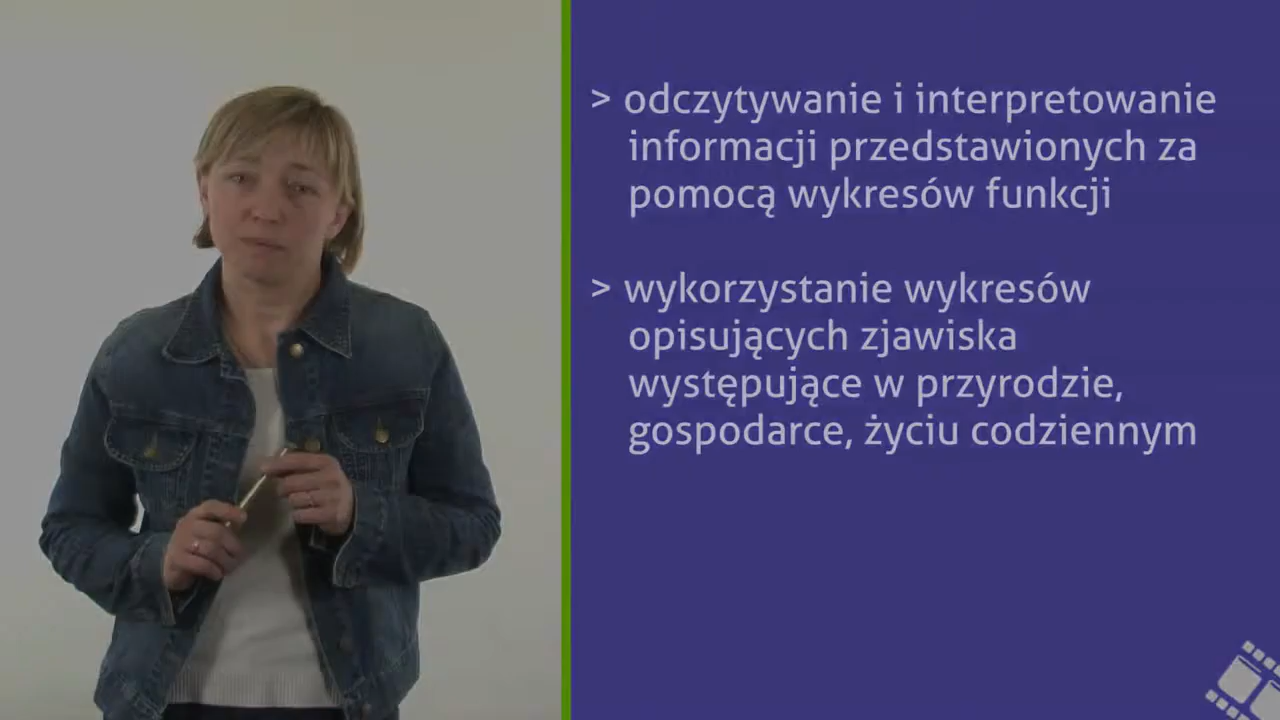 > odczytywanie i interpretowanie
informacji przedstawionych za
pomocą wykresów funkcji
> wykorzystanie wykresów
opisujących zjawiska
występujące w przyrodzie,
gospodarce, życiu codziennym